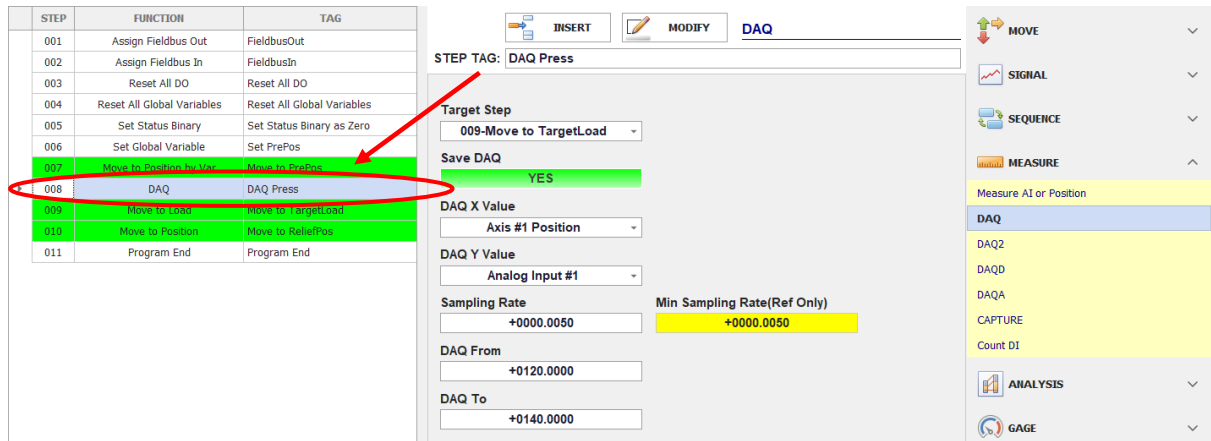 STEP FUNCTION TAG
001 Assign Fieldbus Out FieldbusOut
002 Assign Fieldbus In FieldbusIn
003 Reset All DO Reset All DO
004 Reset All Global Variables Reset All Global Variables
005 Set Status Binary Set Status Binary as Zero
006 Set Global Variable Set PrePos
007 Move to Position by Var Move to PrePos
008 DAQ DAQ Press
009 Move to Load Move to TargetLoad
010 Move to Position Move to ReliefPos
011 Program End Program End
INSERT MODIFY DAQ
STEP TAG: DAQ Press
Target Step
009-Move to TargetLoad
Save DAQ
YES
DAQ X Value
Axis #1 Position
DAQ Y Value
Analog Input #1
Sampling Rate Min Sampling Rate(Ref Only)
+0000.0050 +0000.0050
DAQ From
+0120.0000
DAQ To
+0140.0000
MOVE
SIGNAL
SEQUENCE
MEASURE
Measure AI or Position
DAQ
DAQ2
DAQD
DAQA
CAPTURE
Count DI
ANALYSIS
GAGE